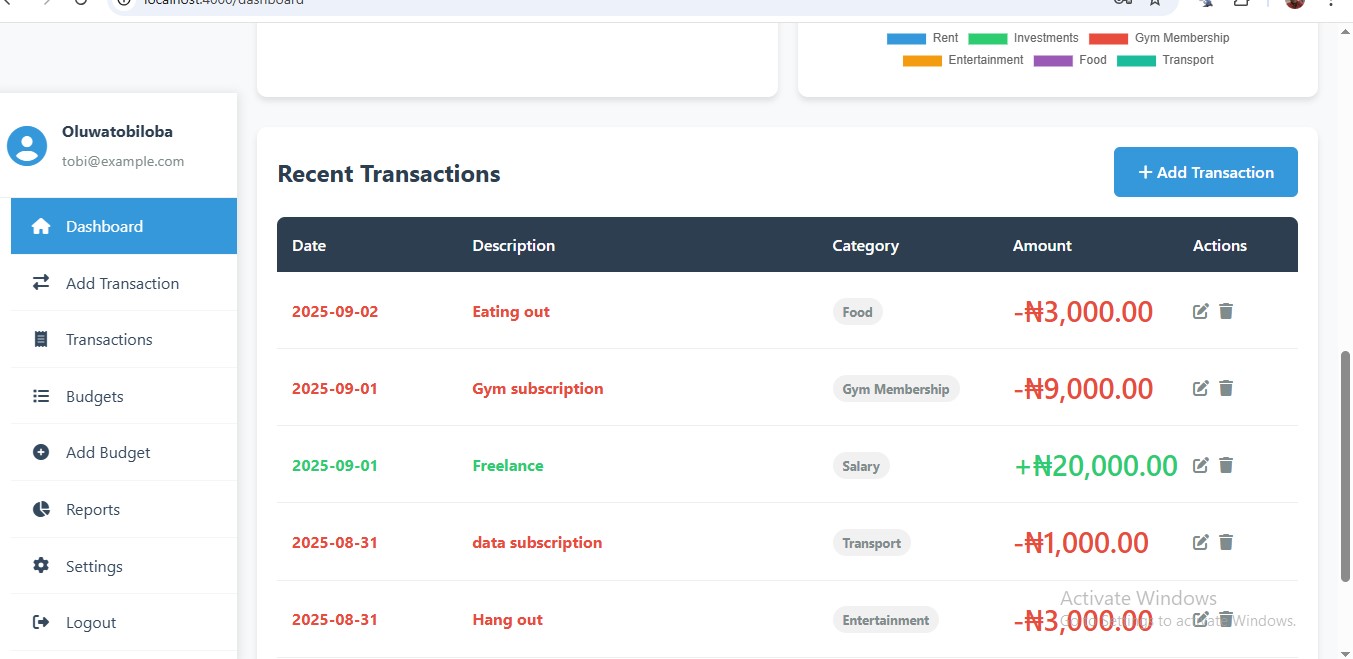 localhost:4000/dashboard
Rent Investments Gym Membership
Entertainment Food Transport
Oluwatobiloba
tobi@example.com
Dashboard
Add Transaction
Transactions
Budgets
Add Budget
Reports
Settings
Logout
Recent Transactions
+ Add Transaction
Date Description Category Amount Actions
2025-09-02 Eating out Food -₦3,000.00
2025-09-01 Gym subscription Gym Membership -₦9,000.00
2025-09-01 Freelance Salary +₦20,000.00
2025-08-31 data subscription Transport -₦1,000.00
2025-08-31 Hang out Entertainment -₦3,000.00
Activate Windows
Go to Settings to activate Windows.